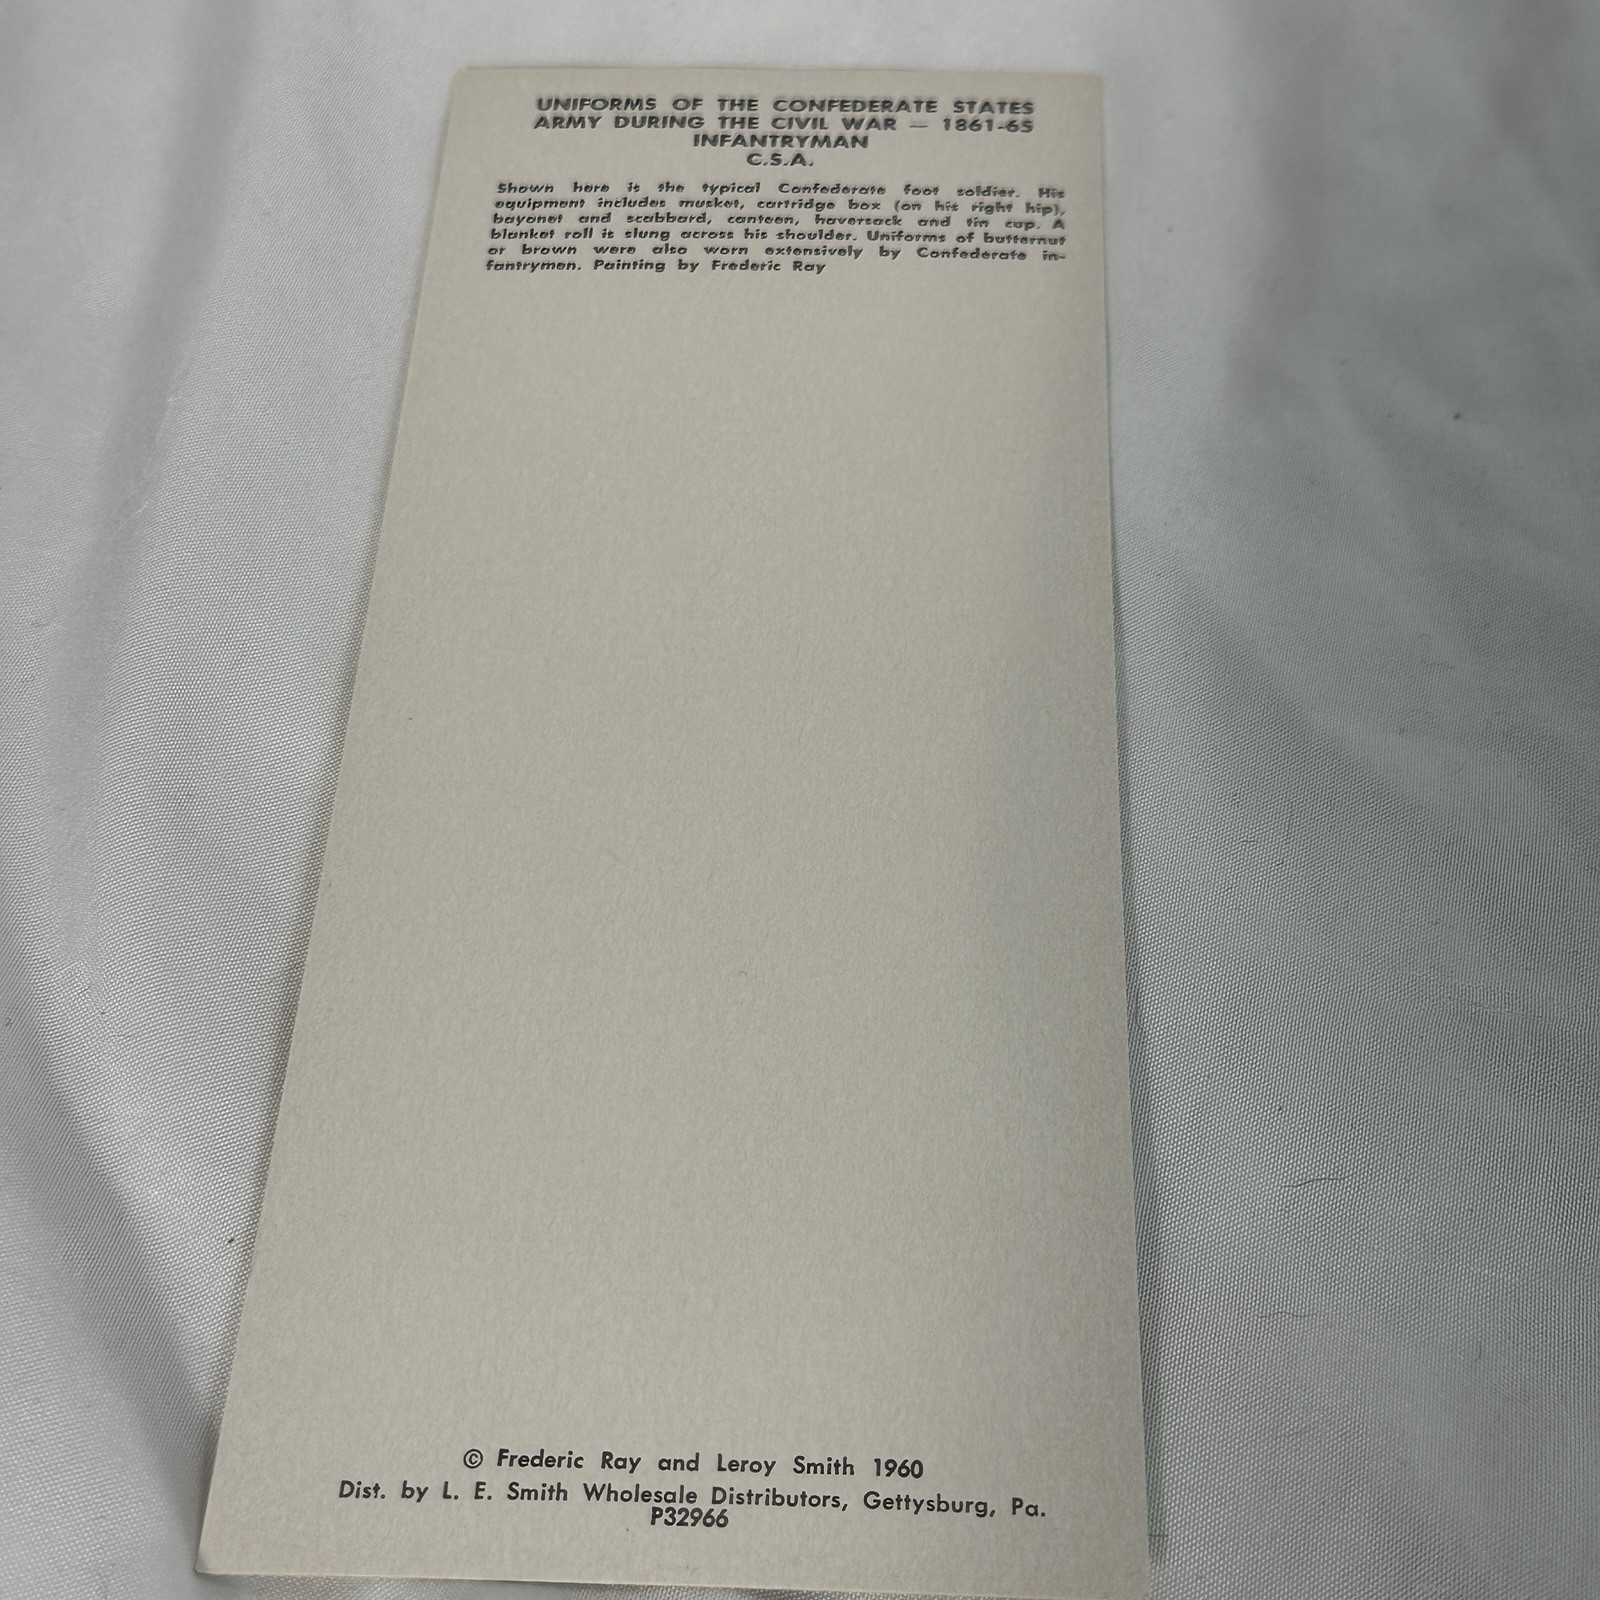 UNIFORMS OF THE CONFEDERATE STATES
ARMY DURING THE CIVIL WAR — 1861-65
INFANTRYMAN
C.S.A.
Shown here is the typical Confederate foot soldier. His
equipment includes musket, cartridge box (on his right hip),
bayonet and scabbard, canteen, haversack and tin cup. A
blanket roll is slung across his shoulder. Uniforms of butternut
or brown were also worn extensively by Confederate in-
fantrymen. Painting by Frederic Ray
© Frederic Ray and Leroy Smith 1960
Dist. by L. E. Smith Wholesale Distributors, Gettysburg, Pa.
P32966